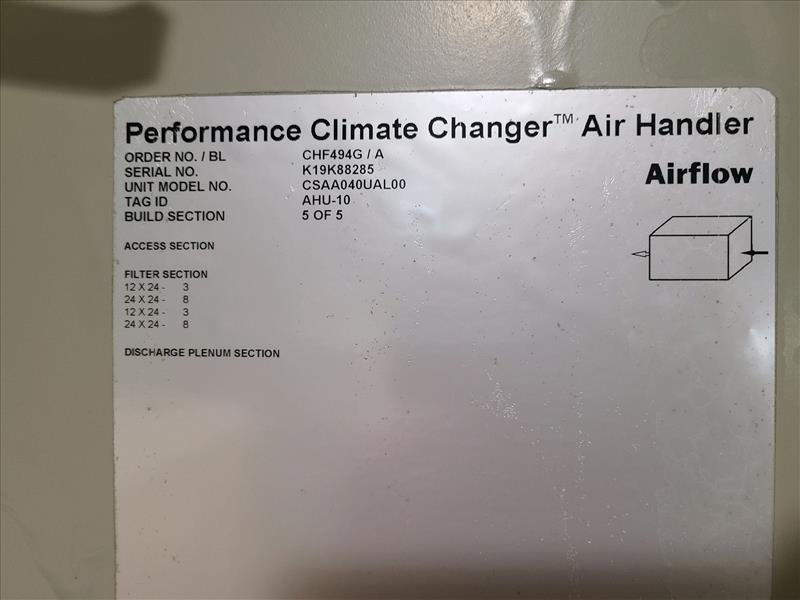 Performance Climate Changer™ Air Handler
ORDER NO. / BL CHF494G / A
SERIAL NO. K19K88285
UNIT MODEL NO. CSAA040UAL00
TAG ID AHU-10
BUILD SECTION 5 OF 5
Airflow
ACCESS SECTION
FILTER SECTION
12 X 24 - 3
24 X 24 - 8
12 X 24 - 3
24 X 24 - 8
DISCHARGE PLENUM SECTION